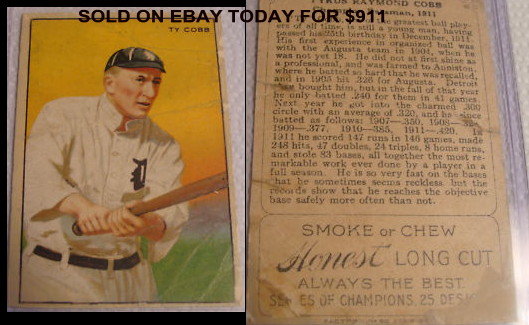 SOLD ON EBAY TODAY FOR $911
TY COBB
TYRUS RAYMOND COBB
1911
greatest ball play-
ers of all time, is still a young man, having
passed his 25th birthday in December, 1911.
His first experience in organized ball was
with the Augusta team in 1904, when he
was not yet 18. He did not at first shine as
a professional, and was farmed to Anniston,
where he batted so hard that he was recalled,
and in 1905 hit .326 for Augusta. Detroit
bought him, but in the fall of that year
he only batted .240 for them in 41 games.
Next year he got into the charmed .300
circle with an average of .320, and he since
batted as follows: 1907—.350, 1908—
1909—.377, 1910—.385, 1911—.420. In
1911 he scored 147 runs in 146 games, made
248 hits, 47 doubles, 24 triples, 8 home runs,
and stole 83 bases, all together the most re-
markable work ever done by a player in a
full season. He is so very fast on the bases
that he sometimes seems reckless, but the
records show that he reaches the objective
base safely more often than not.
SMOKE or CHEW
Honest LONG CUT
ALWAYS THE BEST.
SERIES OF CHAMPIONS, 25 DESI